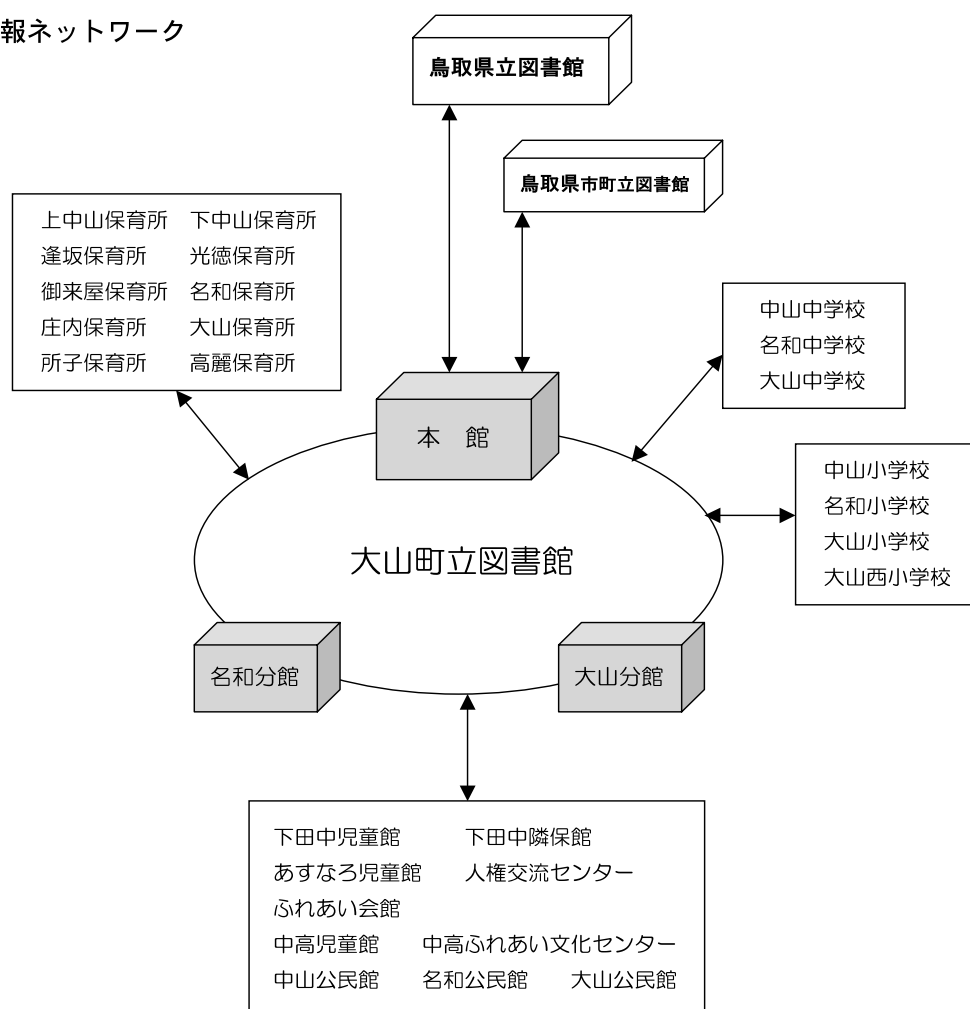 報ネットワーク
鳥取県立図書館
鳥取県市町立図書館
上中山保育所 下中山保育所
逢坂保育所 光徳保育所
御来屋保育所 名和保育所
庄内保育所 大山保育所
所子保育所 高麗保育所
中山中学校
名和中学校
大山中学校
本 館
中山小学校
名和小学校
大山小学校
大山西小学校
大山町立図書館
名和分館
大山分館
下田中児童館 下田中隣保館
あすなろ児童館 人権交流センター
ふれあい会館
中高児童館 中高ふれあい文化センター
中山公民館 名和公民館 大山公民館